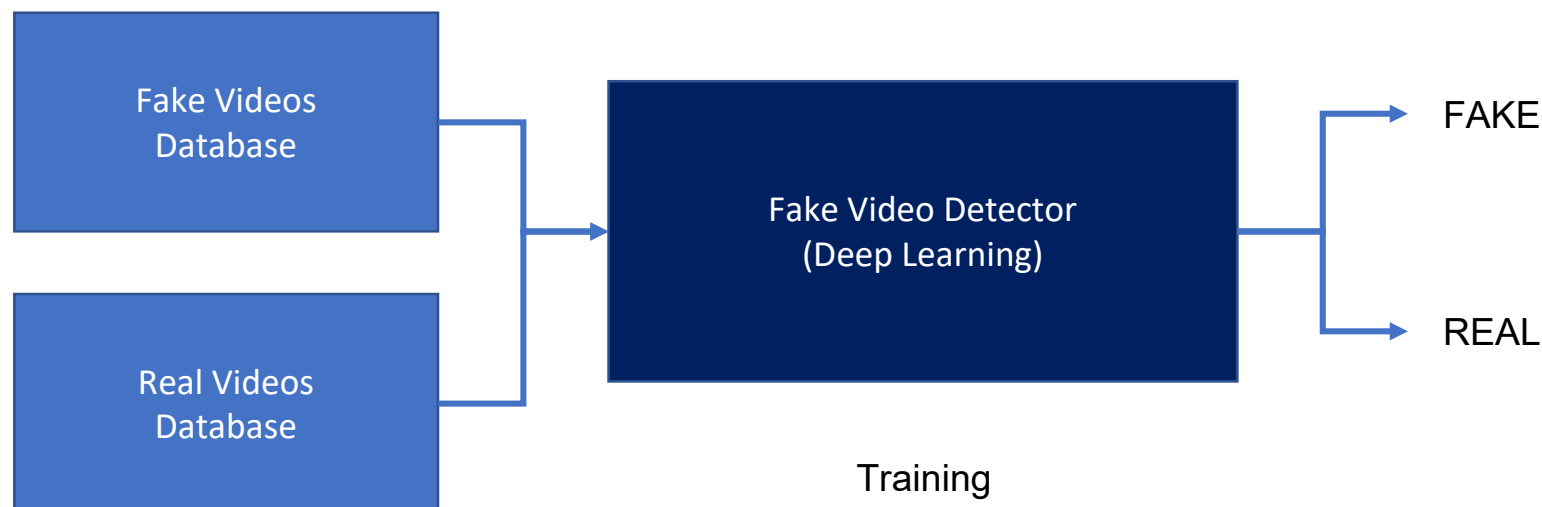 Fake Videos
Database
Real Videos
Database
Fake Video Detector
(Deep Learning)
FAKE
REAL
Training